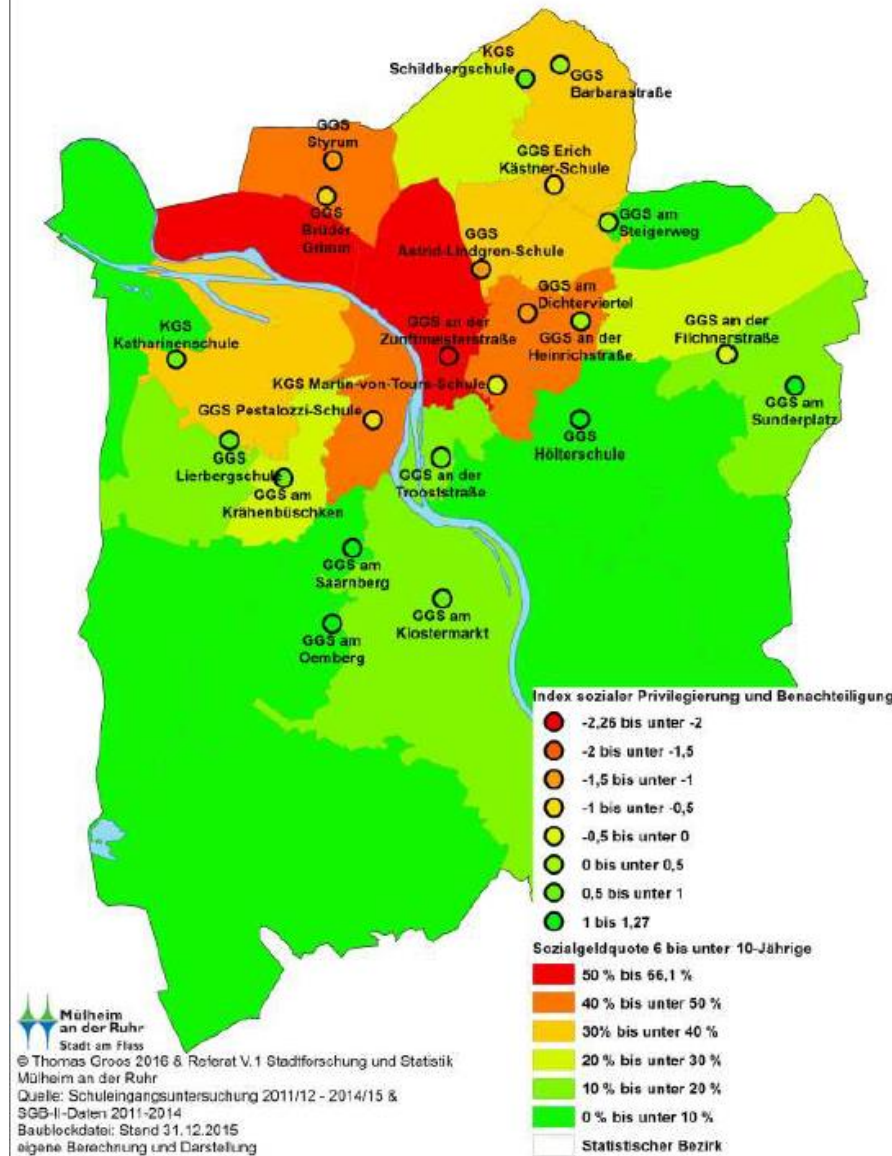 KGS
Schildbergschule
GGS
Barbarastraße
GGS
Styrum
GGS Erich
Kästner-Schule
GGS
Brüder
Grimm
GGS am
Steigerweg
GGS
Astrid-Lindgren-Schule
GGS am
Dichterviertel
KGS
Katharinenschule
GGS an der
Zunftmeisterstraße
GGS an der
Heinrichstraße
GGS an der
Filchnerstraße
KGS Martin-von-Tours-Schule
GGS am
Sunderplatz
GGS Pestalozzi-Schule
GGS
Hölterschule
GGS
Lierbergschule
GGS an der
Trooststraße
GGS am
Krähenbüschken
GGS am
Saarnberg
GGS am
Klostermarkt
GGS am
Oemberg
Index sozialer Privilegierung und Benachteiligung
-2,26 bis unter -2
-2 bis unter -1,5
-1,5 bis unter -1
-1 bis unter -0,5
-0,5 bis unter 0
0 bis unter 0,5
0,5 bis unter 1
1 bis 1,27
Sozialgeldquote 6 bis unter 10-Jährige
50 % bis 66,1 %
40 % bis unter 50 %
30% bis unter 40 %
20 % bis unter 30 %
10 % bis unter 20 %
0 % bis unter 10 %
Statistischer Bezirk
Mülheim
an der Ruhr
Stadt am Fluss
© Thomas Groos 2016 & Referat V.1 Stadtforschung und Statistik
Mülheim an der Ruhr
Quelle: Schuleingangsuntersuchung 2011/12 - 2014/15 &
SGB-II-Daten 2011-2014
Baublockdatei: Stand 31.12.2015
eigene Berechnung und Darstellung